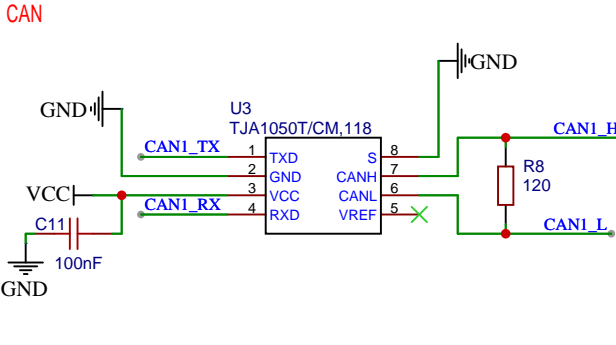 CAN
GND
GND
U3
TJA1050T/CM,118
CAN1_TX
1
TXD
S
8
2
GND
CANH
7
VCC
3
VCC
CANL
6
CAN1_RX
4
RXD
VREF
5
C11
100nF
GND
CAN1_H
R8
120
CAN1_L